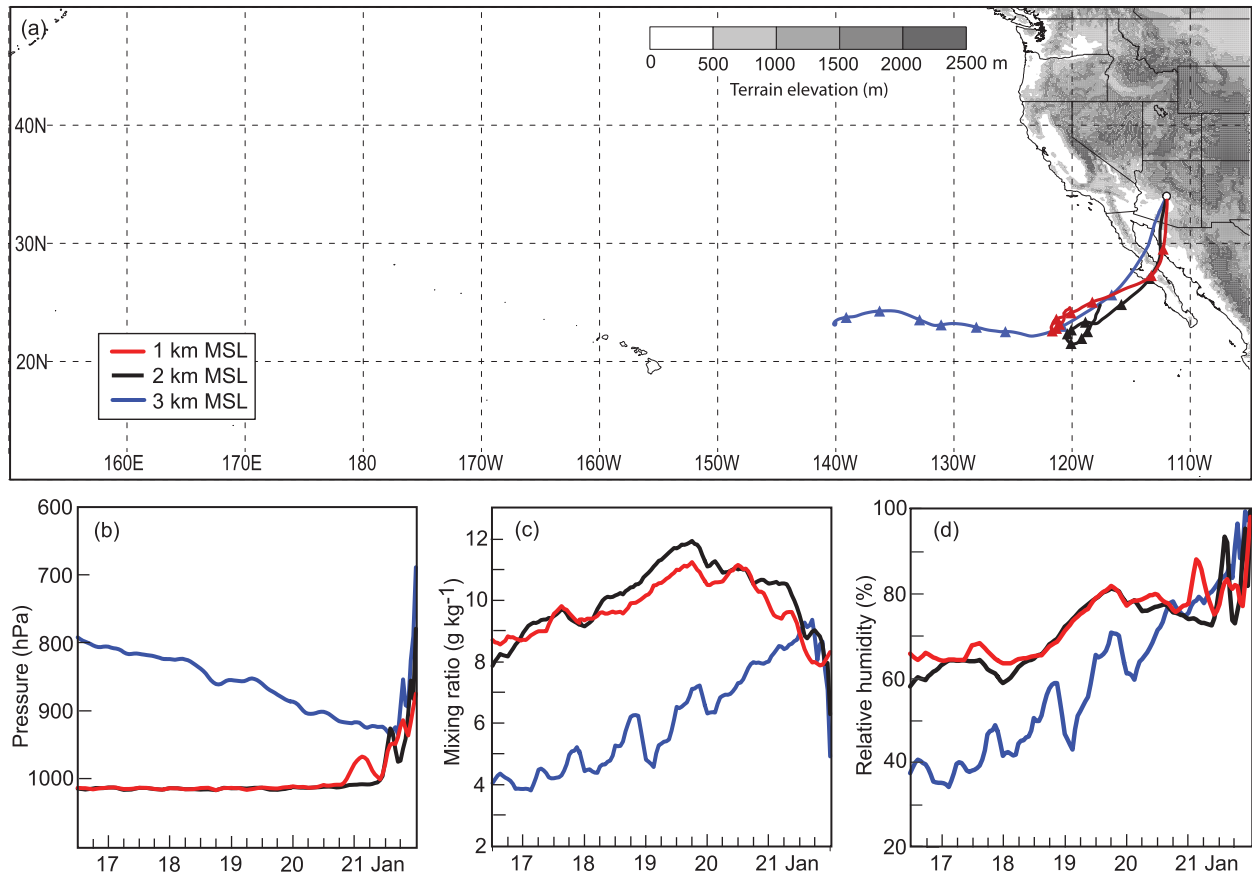 (a)
0 500 1000 1500 2000 2500 m
Terrain elevation (m)
40N
30N
20N
1 km MSL
2 km MSL
3 km MSL
160E 170E 180 160W 150W 140W 130W 120W 110W
(b)
Pressure (hPa)
600
700
800
900
1000
17 18 19 20 21 Jan
(c)
Mixing ratio (g kg⁻¹)
12
10
8
6
4
2
17 18 19 20 21 Jan
(d)
Relative humidity (%)
100
80
60
40
20
17 18 19 20 21 Jan